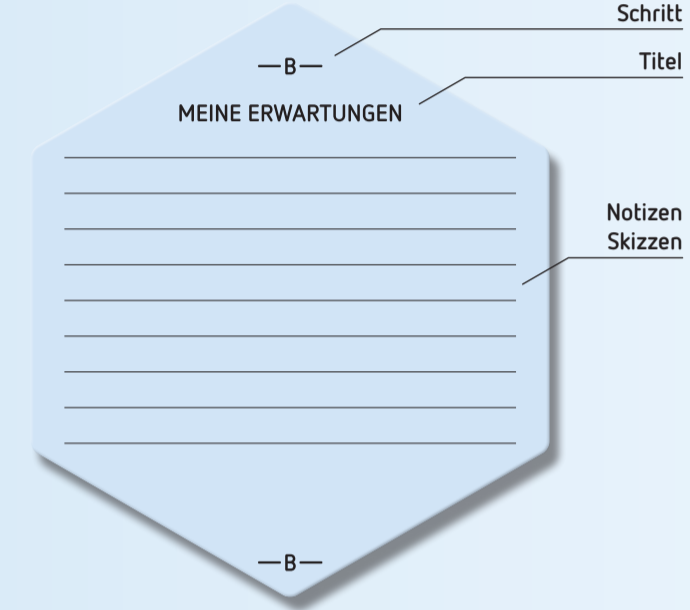 Schritt
—B—
Titel
MEINE ERWARTUNGEN
Notizen
Skizzen
—B—